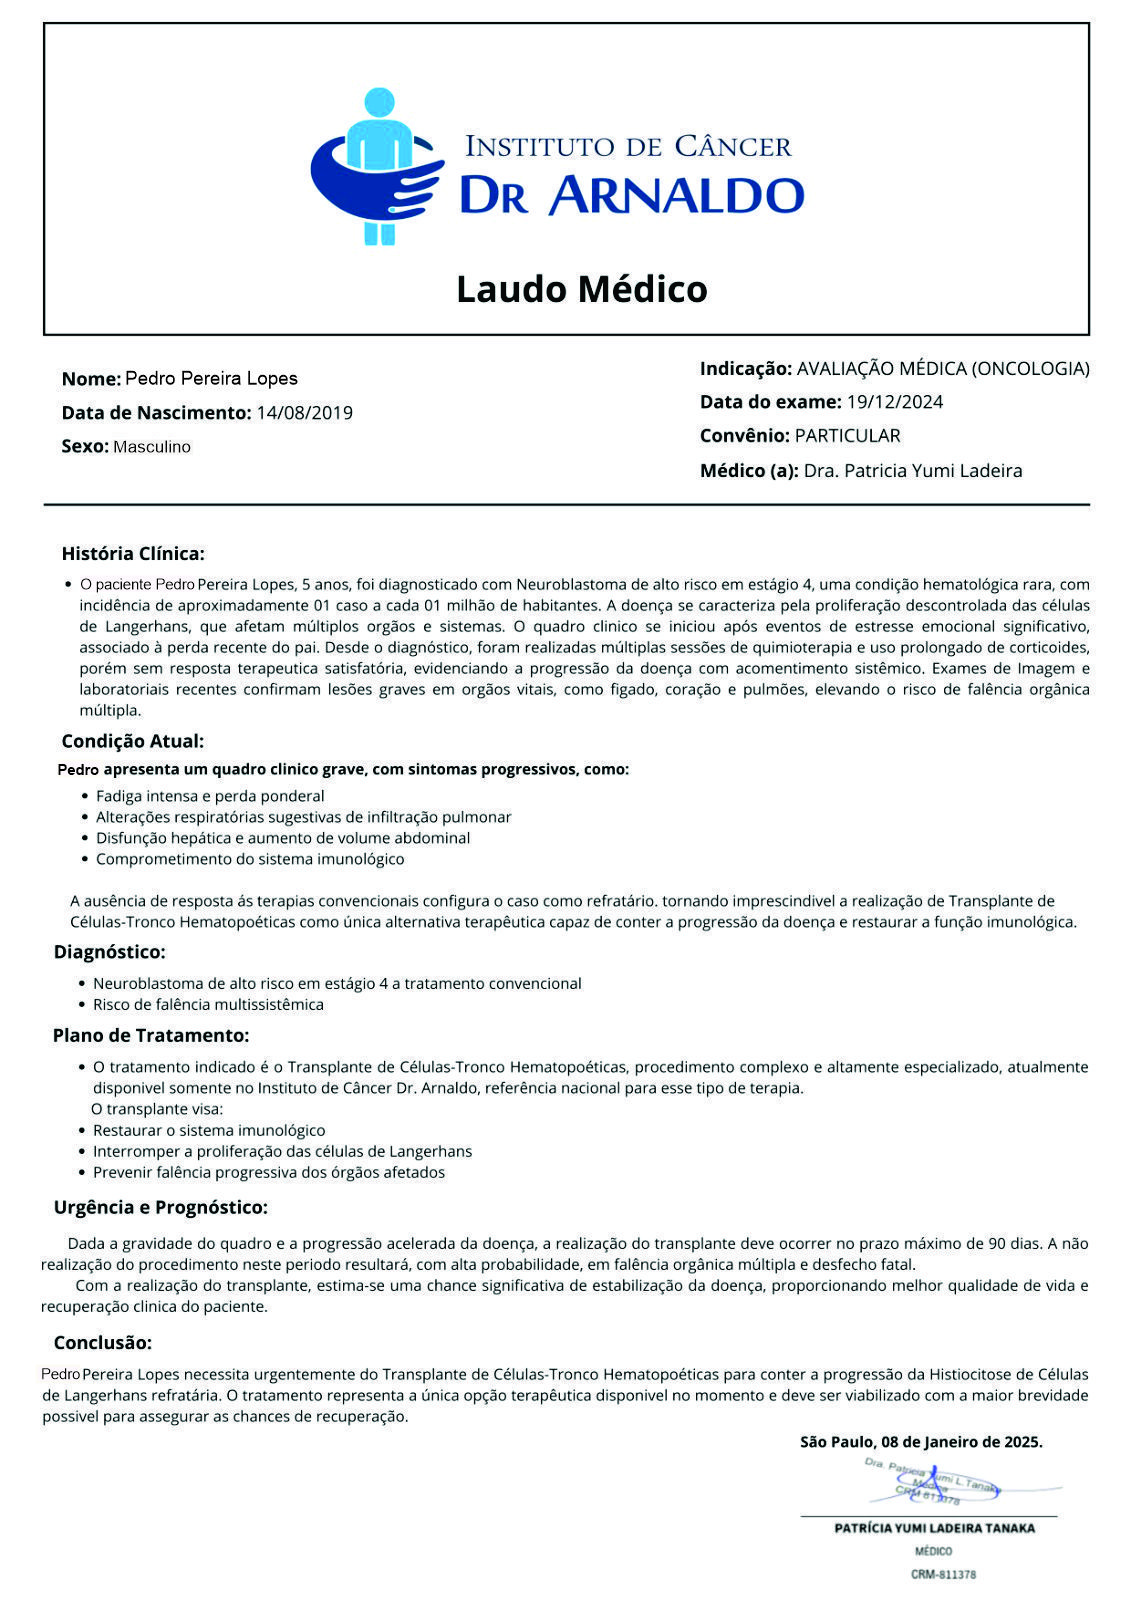 INSTITUTO DE CÂNCER
DR ARNALDO
Laudo Médico
Nome: Pedro Pereira Lopes
Data de Nascimento: 14/08/2019
Sexo: Masculino
Indicação: AVALIAÇÃO MÉDICA (ONCOLOGIA)
Data do exame: 19/12/2024
Convênio: PARTICULAR
Médico (a): Dra. Patricia Yumi Ladeira
História Clínica:
• O paciente Pedro Pereira Lopes, 5 anos, foi diagnosticado com Neuroblastoma de alto risco em estágio 4, uma condição hematológica rara, com
incidência de aproximadamente 01 caso a cada 01 milhão de habitantes. A doença se caracteriza pela proliferação descontrolada das células
de Langerhans, que afetam múltiplos orgãos e sistemas. O quadro clinico se iniciou após eventos de estresse emocional significativo,
associado à perda recente do pai. Desde o diagnóstico, foram realizadas múltiplas sessões de quimioterapia e uso prolongado de corticoides,
porém sem resposta terapeutica satisfatória, evidenciando a progressão da doença com acomentimento sistêmico. Exames de Imagem e
laboratoriais recentes confirmam lesões graves em orgãos vitais, como figado, coração e pulmões, elevando o risco de falência orgânica
múltipla.
Condição Atual:
Pedro apresenta um quadro clinico grave, com sintomas progressivos, como:
• Fadiga intensa e perda ponderal
• Alterações respiratórias sugestivas de infiltração pulmonar
• Disfunção hepática e aumento de volume abdominal
• Comprometimento do sistema imunológico
A ausência de resposta ás terapias convencionais configura o caso como refratário. tornando imprescindivel a realização de Transplante de
Células-Tronco Hematopoéticas como única alternativa terapêutica capaz de conter a progressão da doença e restaurar a função imunológica.
Diagnóstico:
• Neuroblastoma de alto risco em estágio 4 a tratamento convencional
• Risco de falência multissistêmica
Plano de Tratamento:
• O tratamento indicado é o Transplante de Células-Tronco Hematopoéticas, procedimento complexo e altamente especializado, atualmente
disponivel somente no Instituto de Câncer Dr. Arnaldo, referência nacional para esse tipo de terapia.
O transplante visa:
• Restaurar o sistema imunológico
• Interromper a proliferação das células de Langerhans
• Prevenir falência progressiva dos órgãos afetados
Urgência e Prognóstico:
Dada a gravidade do quadro e a progressão acelerada da doença, a realização do transplante deve ocorrer no prazo máximo de 90 dias. A não
realização do procedimento neste periodo resultará, com alta probabilidade, em falência orgânica múltipla e desfecho fatal.
Com a realização do transplante, estima-se uma chance significativa de estabilização da doença, proporcionando melhor qualidade de vida e
recuperação clinica do paciente.
Conclusão:
Pedro Pereira Lopes necessita urgentemente do Transplante de Células-Tronco Hematopoéticas para conter a progressão da Histiocitose de Células
de Langerhans refratária. O tratamento representa a única opção terapêutica disponivel no momento e deve ser viabilizado com a maior brevidade
possivel para assegurar as chances de recuperação.
São Paulo, 08 de Janeiro de 2025.
Dra. Patricia Yumi L.Tanaka
Médica
CRM 811378
PATRÍCIA YUMI LADEIRA TANAKA
MÉDICO
CRM-811378